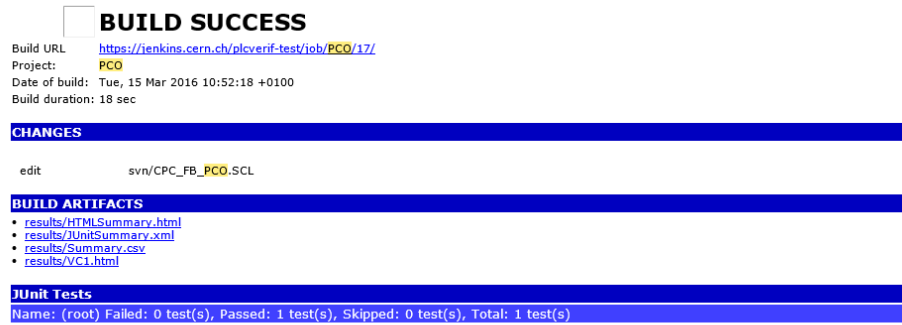 BUILD SUCCESS
Build URL https://jenkins.cern.ch/plcverif-test/job/PCO/17/
Project: PCO
Date of build: Tue, 15 Mar 2016 10:52:18 +0100
Build duration: 18 sec
CHANGES
edit svn/CPC_FB_PCO.SCL
BUILD ARTIFACTS
• results/HTMLSummary.html
• results/JUnitSummary.xml
• results/Summary.csv
• results/VC1.html
JUnit Tests
Name: (root) Failed: 0 test(s), Passed: 1 test(s), Skipped: 0 test(s), Total: 1 test(s)